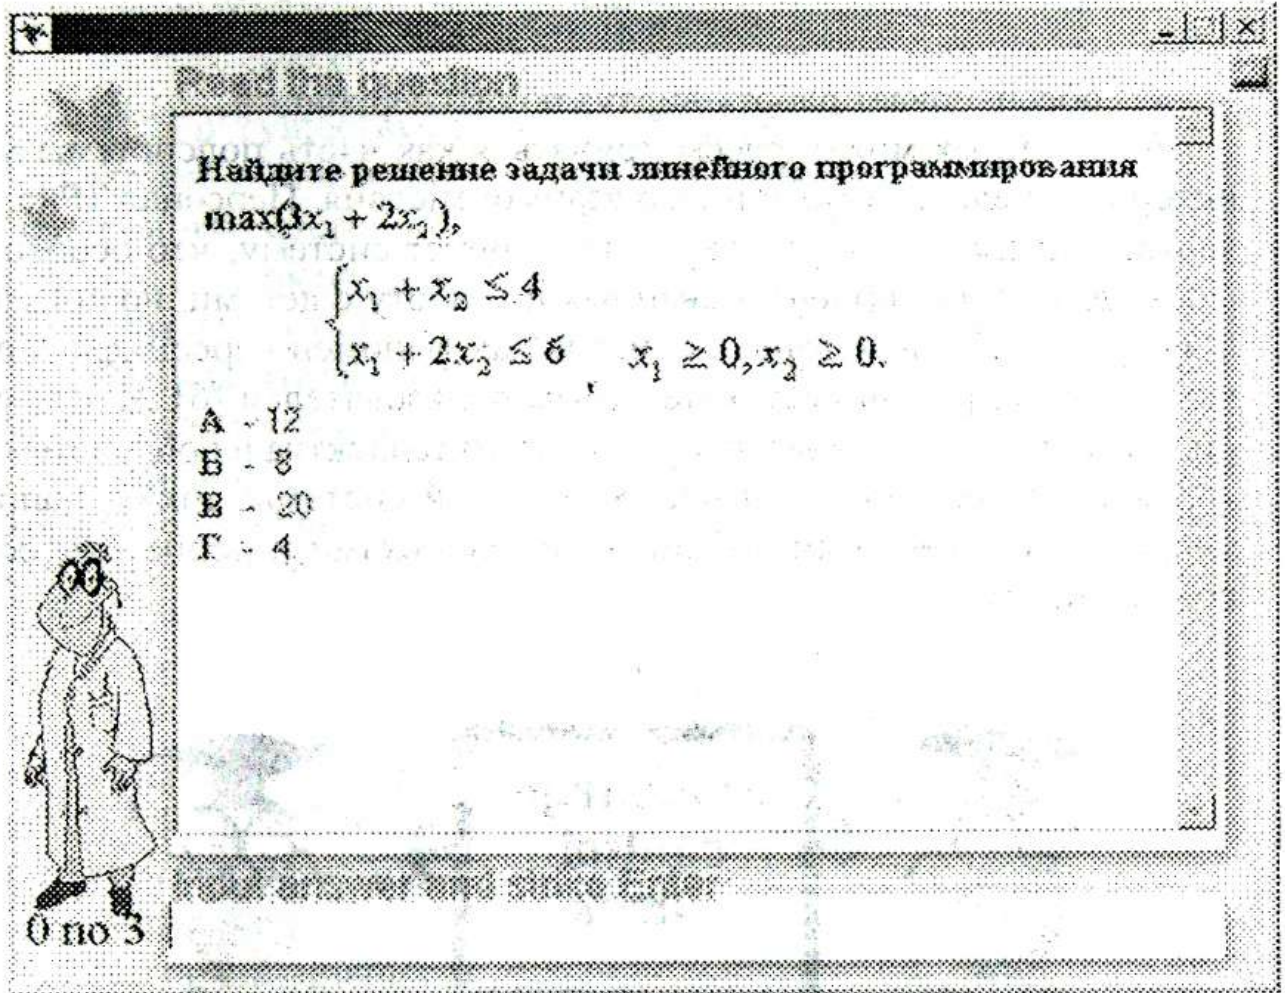 Read the question
Найдите решение задачи линейного программирования
max(3x₁ + 2x₂),
x₁ + x₂ ≤ 4
x₁ + 2x₂ ≤ 6 , x₁ ≥ 0, x₂ ≥ 0.
А - 12
Б - 8
В - 20
Г - 4
Input answer and strike Enter
0 по 3